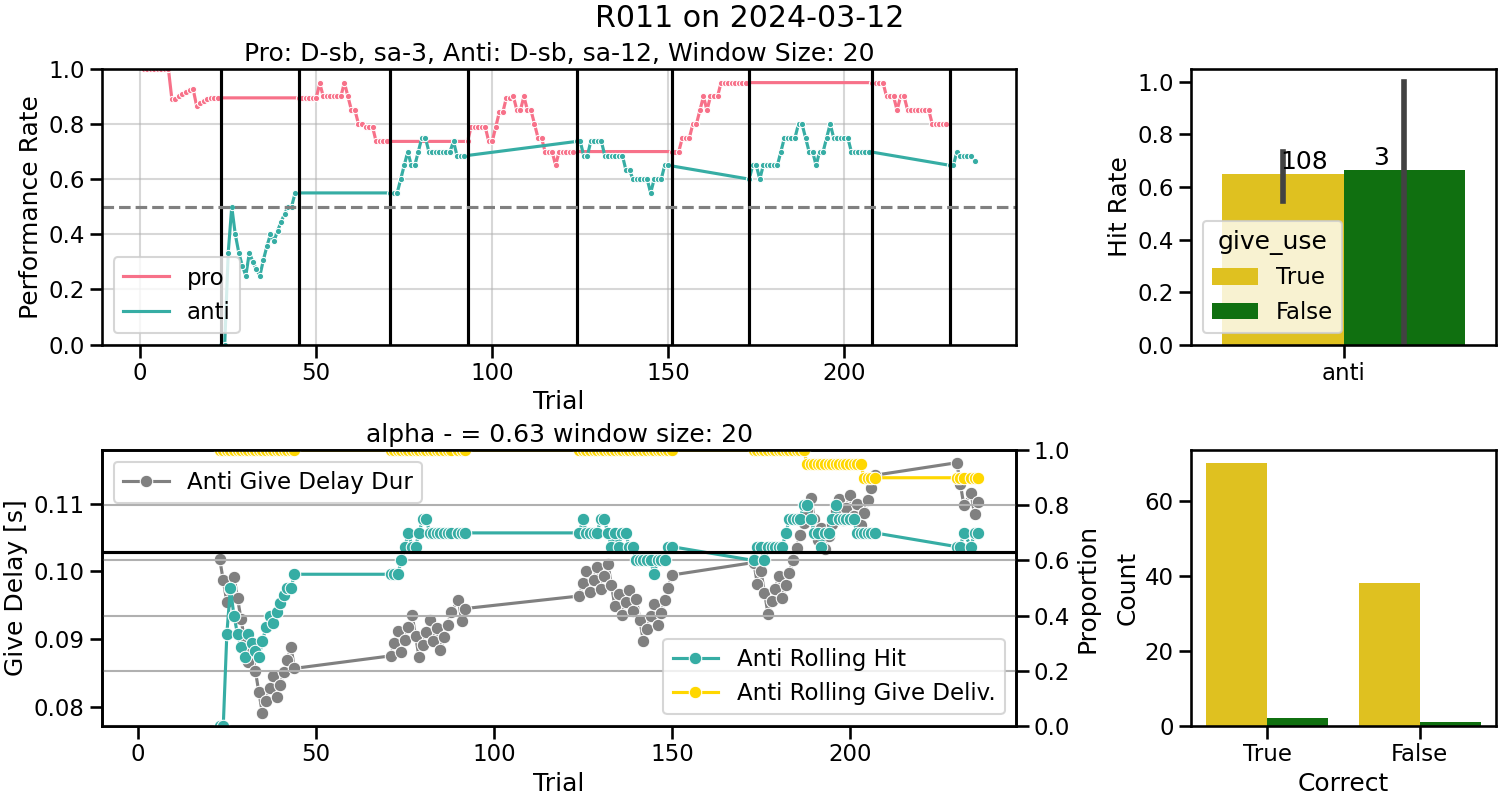 R011 on 2024-03-12
Pro: D-sb, sa-3, Anti: D-sb, sa-12, Window Size: 20
Performance Rate
1.0
0.8
0.6
0.4
0.2
0.0
pro
anti
0 50 100 150 200
Trial
Hit Rate
1.0
0.8
0.6
0.4
0.2
0.0
108 3
give_use
True
False
anti
alpha - = 0.63 window size: 20
Give Delay [s]
0.11
0.10
0.09
0.08
Anti Give Delay Dur
Anti Rolling Hit
Anti Rolling Give Deliv.
1.0
0.8
0.6
0.4
0.2
0.0
Proportion
0 50 100 150 200
Trial
Count
60
40
20
0
True False
Correct